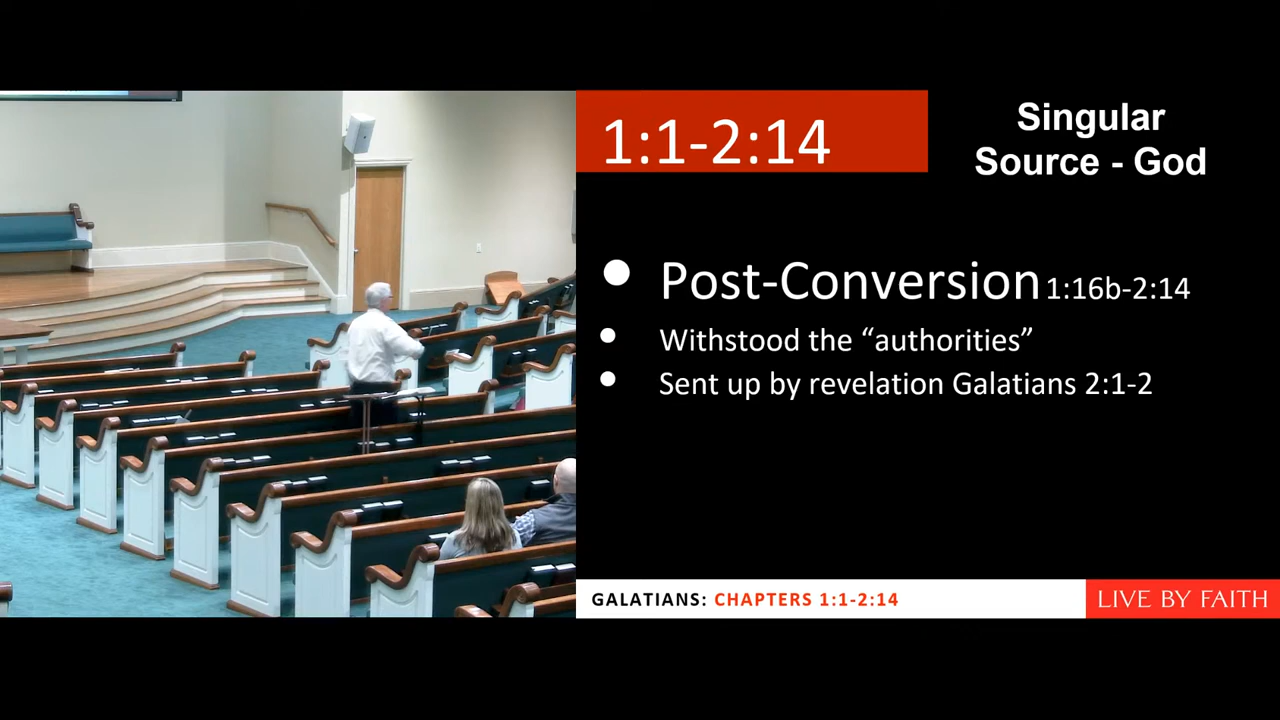 1:1-2:14
Singular
Source - God
● Post-Conversion 1:16b-2:14
● Withstood the “authorities”
● Sent up by revelation Galatians 2:1-2
GALATIANS: CHAPTERS 1:1-2:14
LIVE BY FAITH